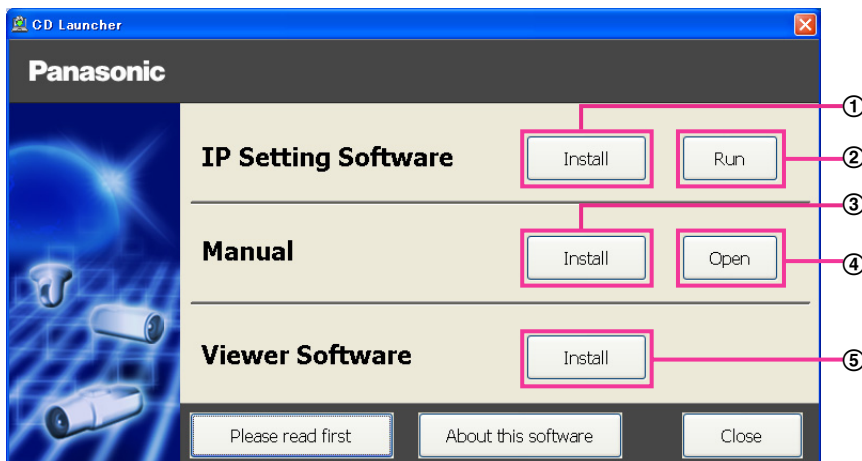 CD Launcher
Panasonic
①
IP Setting Software Install Run
②
③
Manual Install Open
④
Viewer Software Install
⑤
Please read first About this software Close